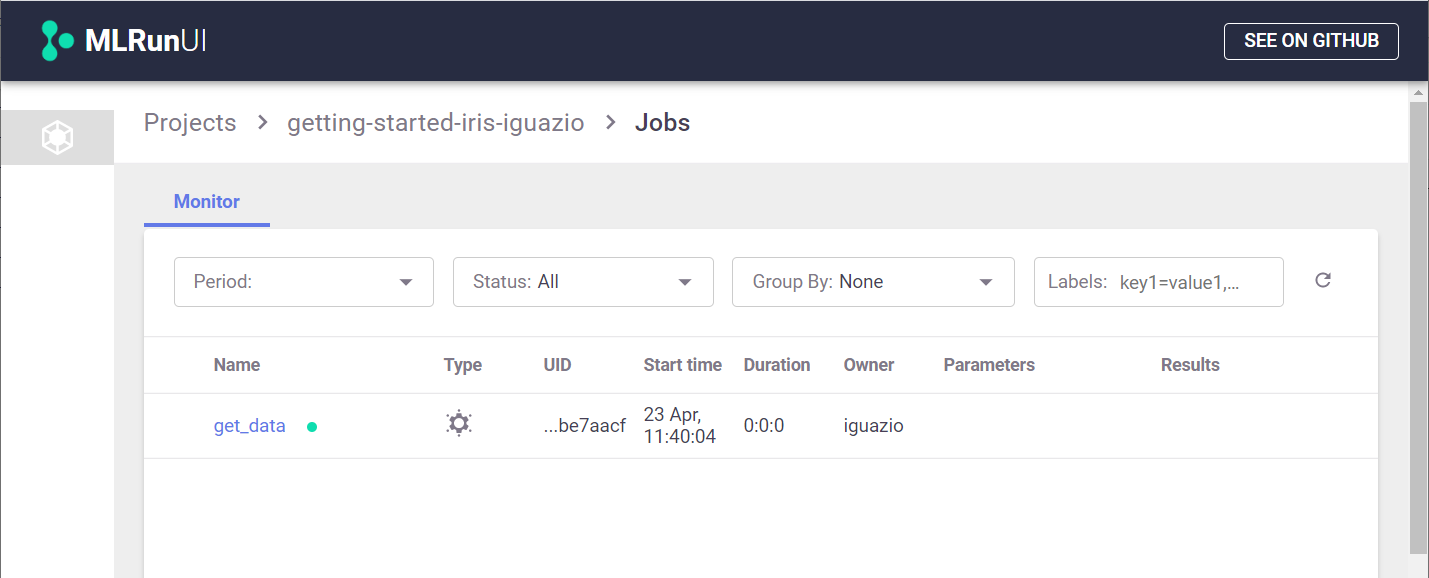 MLRunUI
SEE ON GITHUB
Projects > getting-started-iris-iguazio > Jobs
Monitor
Period:
Status: All
Group By: None
Labels: key1=value1,...
Name Type UID Start time Duration Owner Parameters Results
get_data ...be7aacf 23 Apr, 0:0:0 iguazio
11:40:04